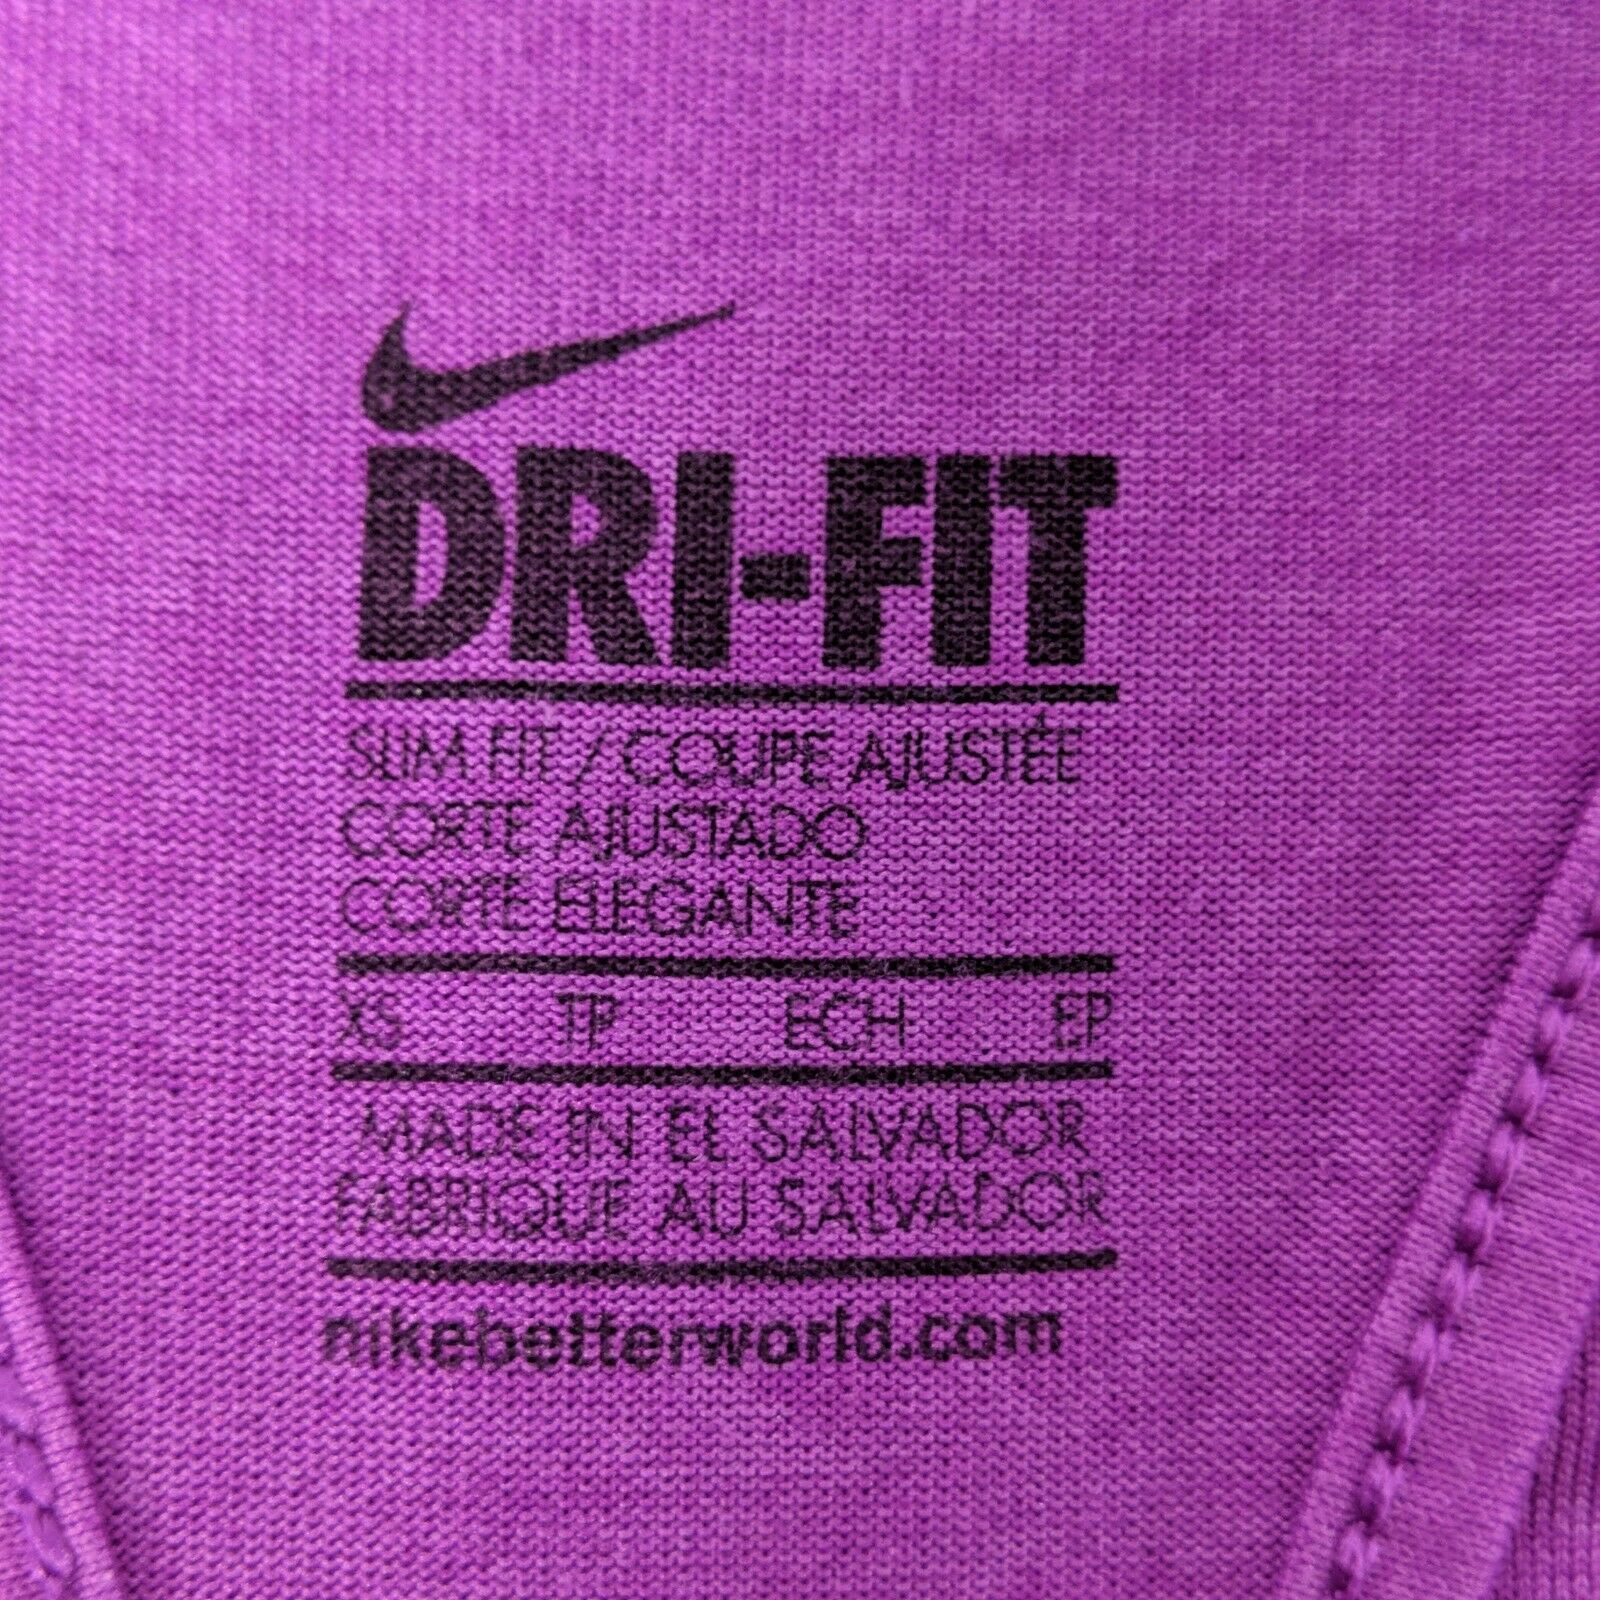 DRI-FIT
SLIM FIT / COUPE AJUSTÉE
CORTE AJUSTADO
CORTE ELEGANTE
XS TP ECH EP
MADE IN EL SALVADOR
FABRIQUE AU SALVADOR
nikebetterworld.com